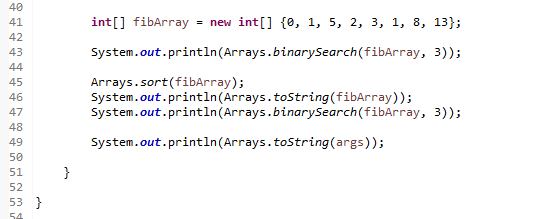 40
41 int[] fibArray = new int[] {0, 1, 5, 2, 3, 1, 8, 13};
42
43 System.out.println(Arrays.binarySearch(fibArray, 3));
44
45 Arrays.sort(fibArray);
46 System.out.println(Arrays.toString(fibArray));
47 System.out.println(Arrays.binarySearch(fibArray, 3));
48
49 System.out.println(Arrays.toString(args));
50
51 }
52
53 }
54